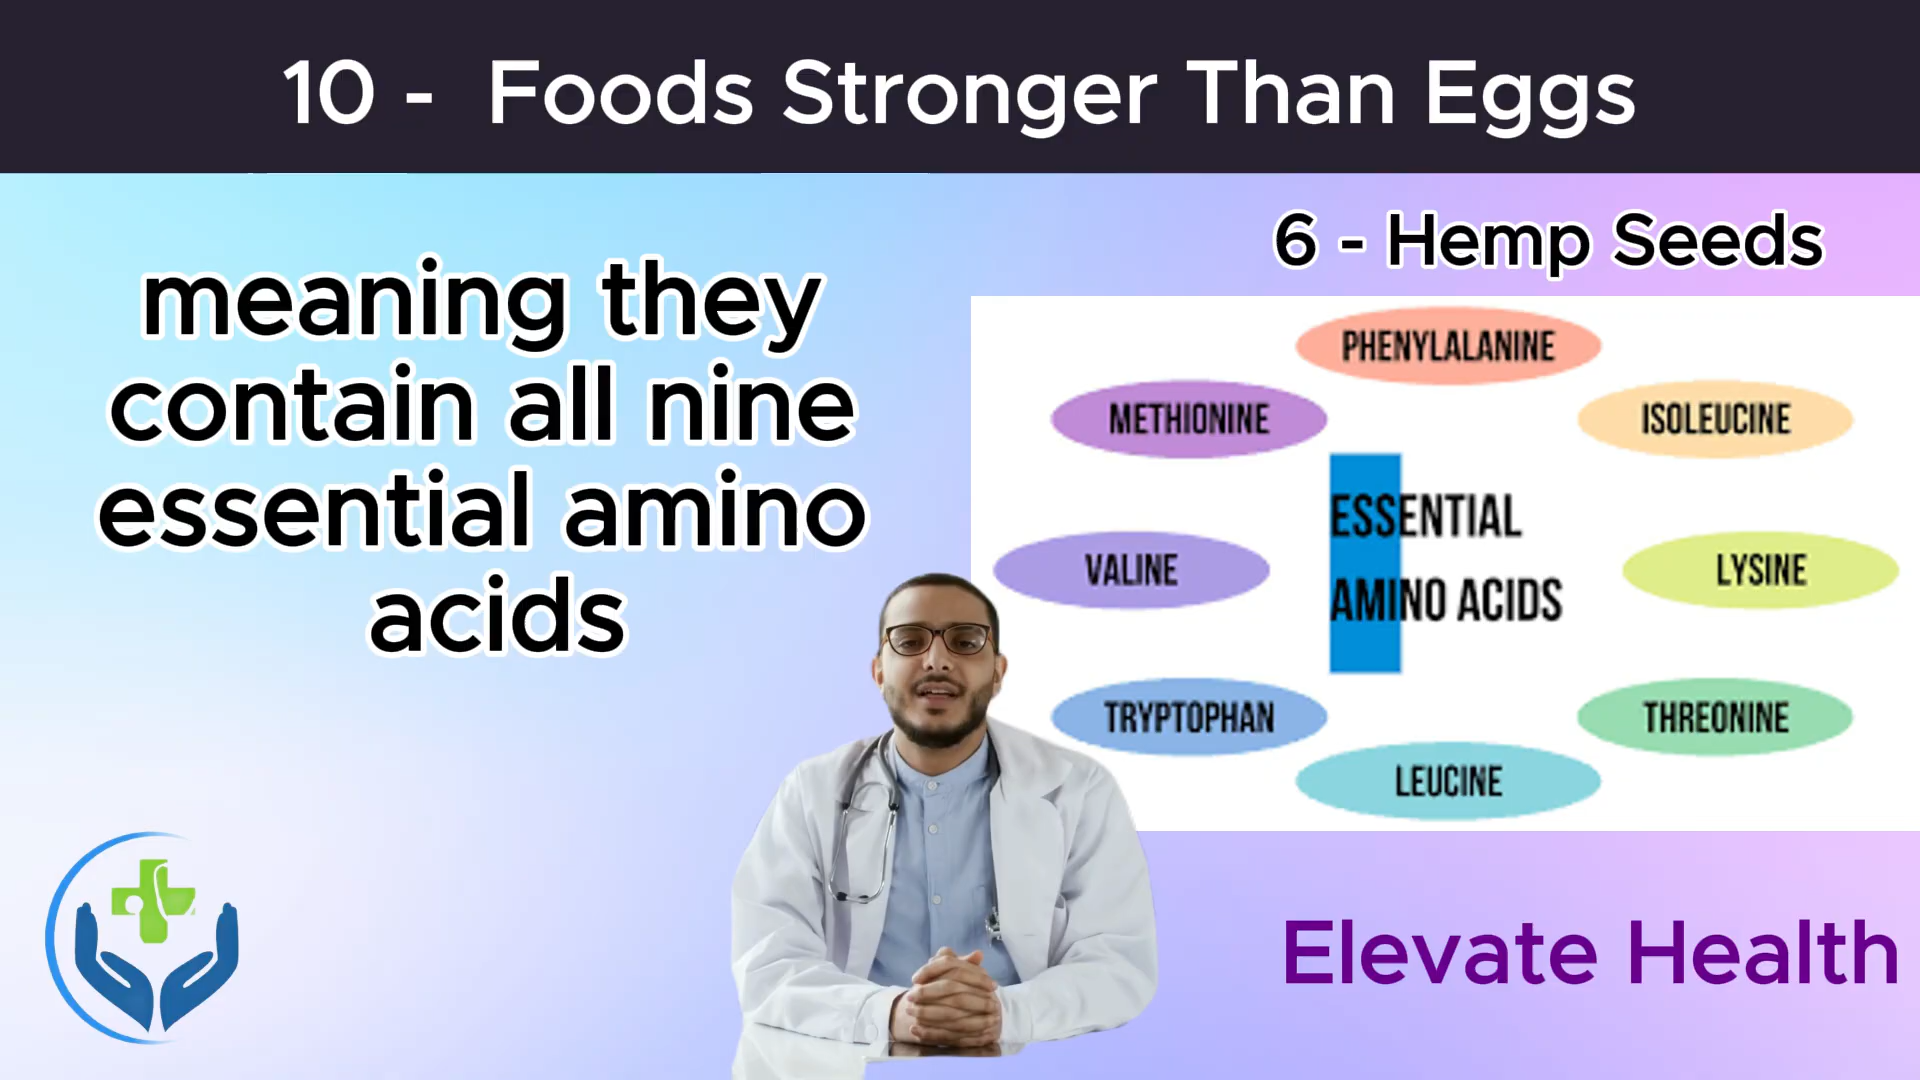 10 - Foods Stronger Than Eggs
6 - Hemp Seeds
meaning they
contain all nine
essential amino
acids
PHENYLALANINE
METHIONINE
ISOLEUCINE
ESSENTIAL
AMINO ACIDS
VALINE
LYSINE
TRYPTOPHAN
THREONINE
LEUCINE
Elevate Health